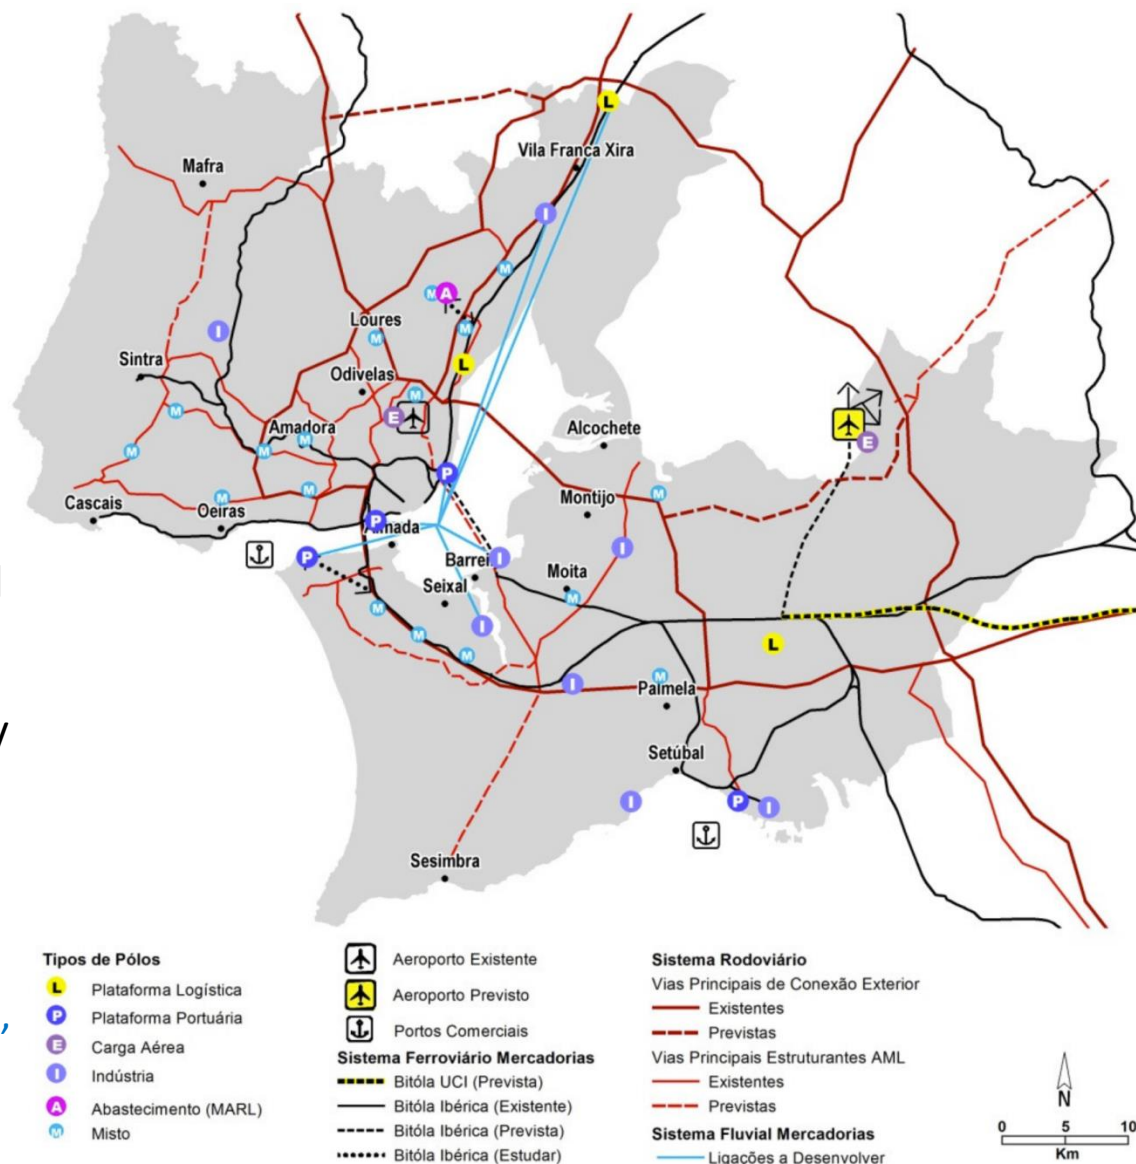 L
Vila Franca Xira
Mafra
I
M
M
A
Loures
M
M
I
Sintra
L
Odivelas
M
M
E
Amadora
M
M
M
Alcochete
E
P
M
M
Montijo
M
Cascais
Oeiras
P
Almada
P
Barrei
I
I
Moita
M
Seixal
M
I
M
M
L
I
M
Palmela
Setúbal
I
P
I
Sesimbra
y
,
Tipos de Pólos
L Plataforma Logística
P Plataforma Portuária
E Carga Aérea
I Indústria
A Abastecimento (MARL)
M Misto
Aeroporto Existente
Aeroporto Previsto
Portos Comerciais
Sistema Ferroviário Mercadorias
Bitóla UCI (Prevista)
Bitóla Ibérica (Existente)
Bitóla Ibérica (Prevista)
Bitóla Ibérica (Estudar)
Sistema Rodoviário
Vias Principais de Conexão Exterior
Existentes
Previstas
Vias Principais Estruturantes AML
Existentes
Previstas
Sistema Fluvial Mercadorias
Ligações a Desenvolver
N
0 5 10
Km